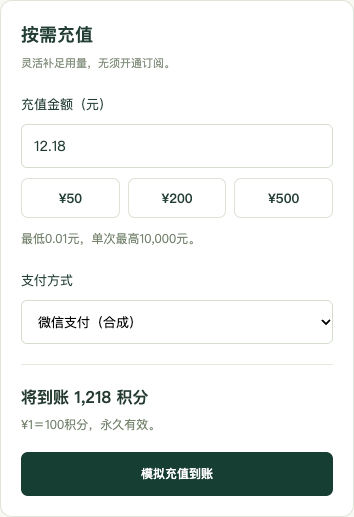 按需充值
灵活补足用量，无须开通订阅。
充值金额（元）
12.18
¥50
¥200
¥500
最低0.01元，单次最高10,000元。
支付方式
微信支付（合成）
将到账 1,218 积分
¥1＝100积分，永久有效。
模拟充值到账